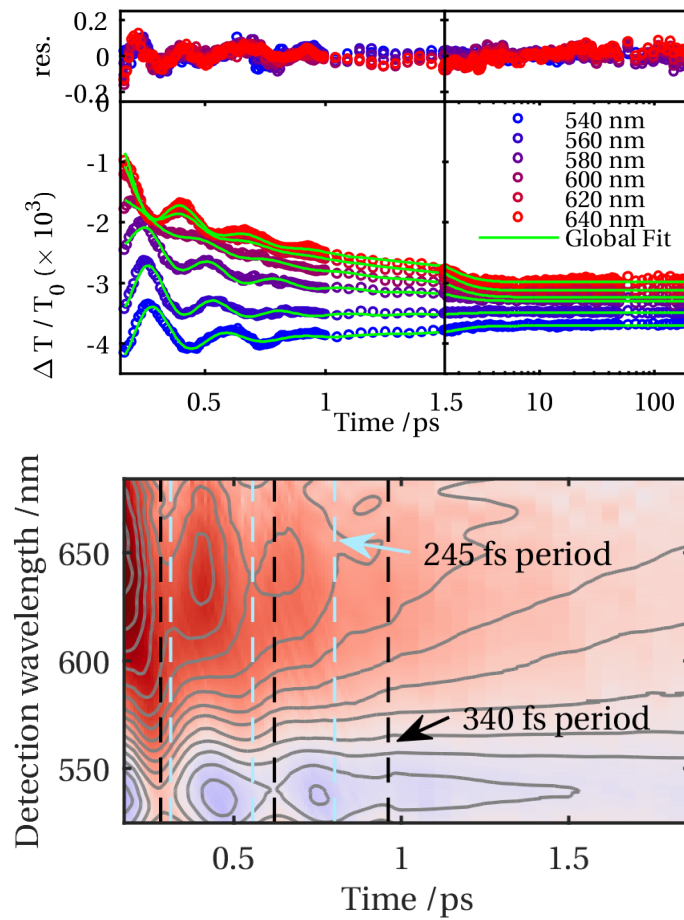 0.2
res.
0
-0.2
0
540 nm
560 nm
580 nm
600 nm
620 nm
640 nm
Global Fit
-1
-2
-3
-4
Δ T / T0 (× 10³)
0.5
1
1.5
10
100
Time /ps
Detection wavelength /nm
650
600
550
245 fs period
340 fs period
0.5
1
1.5
Time /ps